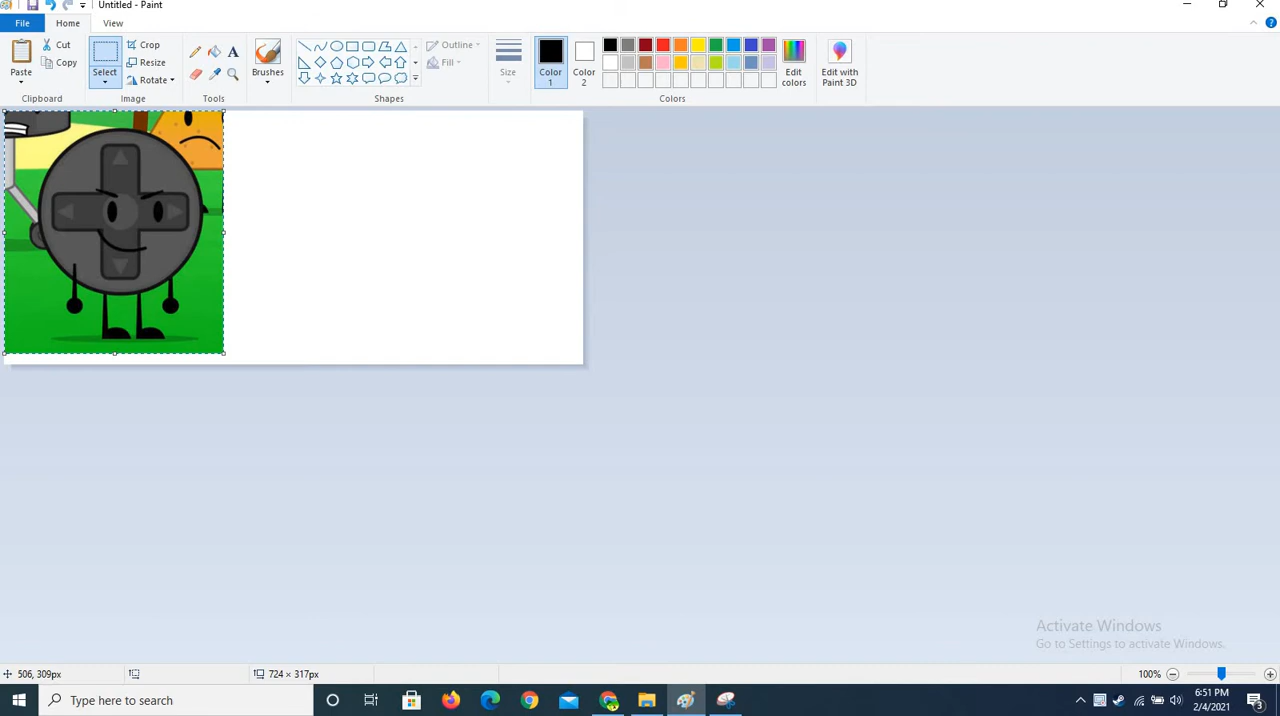 Untitled - Paint
File Home View
Paste
Cut
Copy
Select
Crop
Resize
Rotate
Brushes
Outline
Fill
Size
Color 1
Color 2
Edit colors
Edit with Paint 3D
Clipboard Image Tools Shapes Colors
Activate Windows
Go to Settings to activate Windows.
506, 309px
724 × 317px
100%
Type here to search
8:51 PM
2/4/2021
3